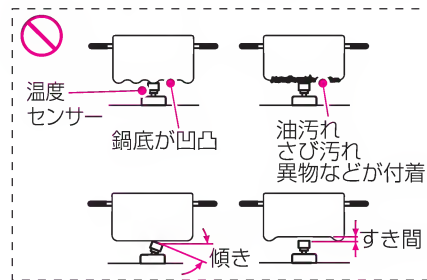 温度
センサー
鍋底が凹凸
油汚れ
さび汚れ
異物などが付着
傾き
すき間